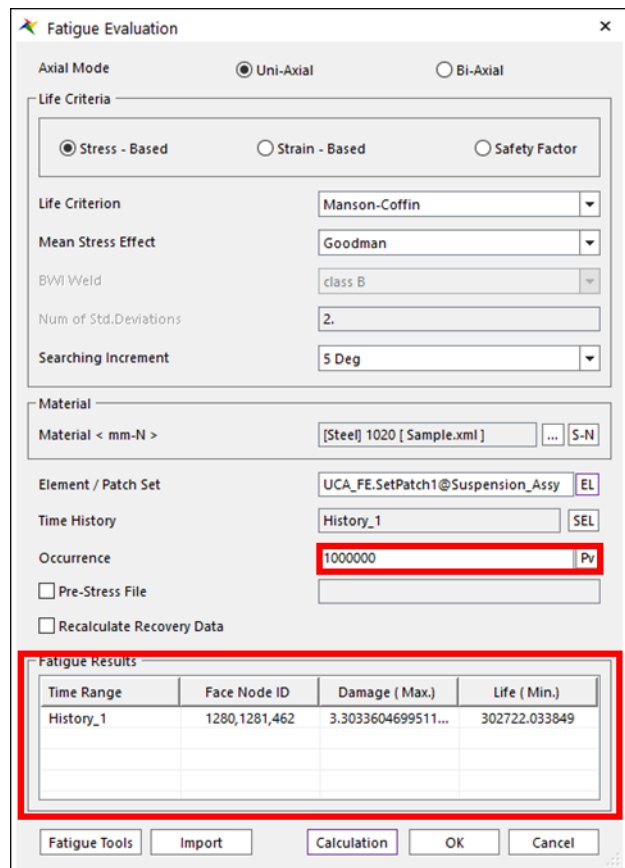 Fatigue Evaluation
Axial Mode Uni-Axial Bi-Axial
Life Criteria
Stress - Based Strain - Based Safety Factor
Life Criterion Manson-Coffin
Mean Stress Effect Goodman
BWI Weld class B
Num of Std.Deviations 2.
Searching Increment 5 Deg
Material
Material < mm-N > [Steel] 1020 [ Sample.xml ] ... S-N
Element / Patch Set UCA_FE.SetPatch1@Suspension_Assy EL
Time History History_1 SEL
Occurrence 1000000 Pv
Pre-Stress File
Recalculate Recovery Data
Fatigue Results
Time Range Face Node ID Damage ( Max.) Life ( Min.)
History_1 1280,1281,462 3.3033604699511... 302722.033849
Fatigue Tools Import Calculation OK Cancel